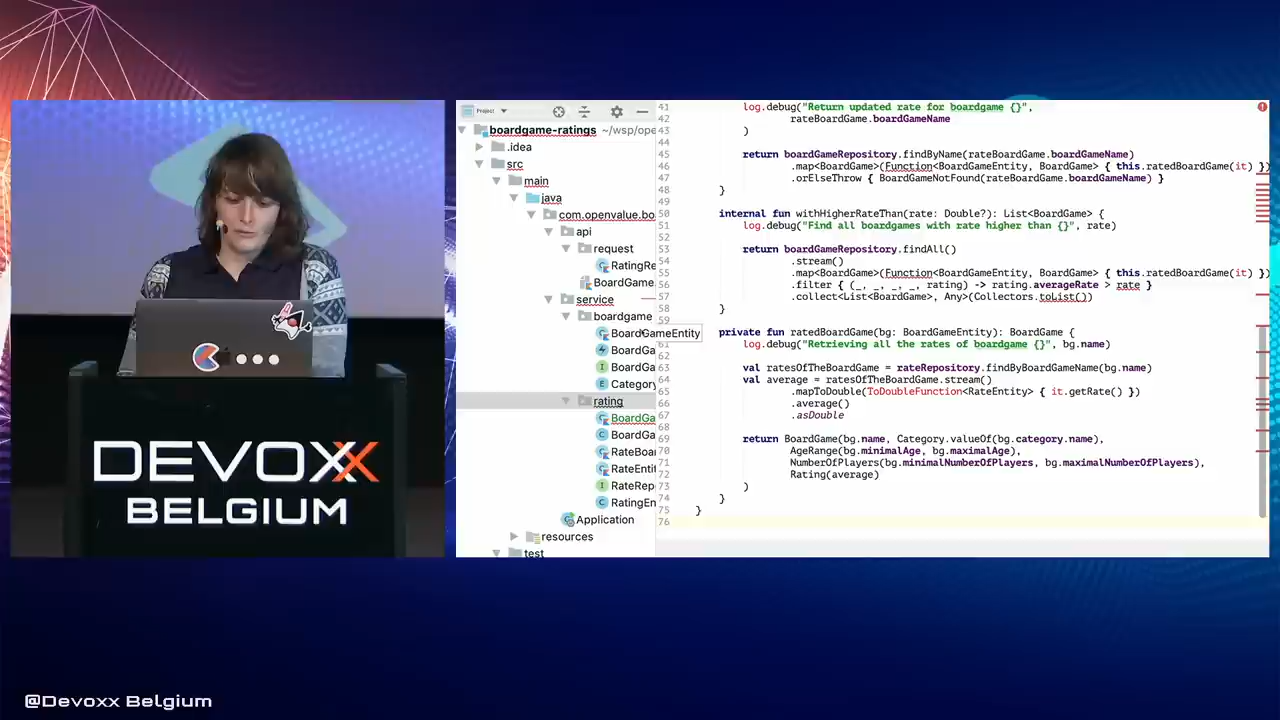 Project
boardgame-ratings ~/wsp/ope
.idea
src
main
java
com.openvalue.bo
api
request
RatingRe
BoardGame
service
boardgame
BoardGameEntity
BoardGa
BoardGa
Category
rating
BoardGa
BoardGa
RateBoar
RateEntit
RateRep
RatingEn
Application
resources
test
41 log.debug("Return updated rate for boardgame {}",
42 rateBoardGame.boardGameName
43 )
44
45 return boardGameRepository.findByName(rateBoardGame.boardGameName)
46 .map<BoardGame>(Function<BoardGameEntity, BoardGame> { this.ratedBoardGame(it) })
47 .orElseThrow { BoardGameNotFound(rateBoardGame.boardGameName) }
48 }
49
50 internal fun withHigherRateThan(rate: Double?): List<BoardGame> {
51 log.debug("Find all boardgames with rate higher than {}", rate)
52
53 return boardGameRepository.findAll()
54 .stream()
55 .map<BoardGame>(Function<BoardGameEntity, BoardGame> { this.ratedBoardGame(it) })
56 .filter { (_, _, _, _, rating) -> rating.averageRate > rate }
57 .collect<List<BoardGame>, Any>(Collectors.toList())
58 }
59
private fun ratedBoardGame(bg: BoardGameEntity): BoardGame {
log.debug("Retrieving all the rates of boardgame {}", bg.name)
62
63 val ratesOfTheBoardGame = rateRepository.findByBoardGameName(bg.name)
64 val average = ratesOfTheBoardGame.stream()
65 .mapToDouble(ToDoubleFunction<RateEntity> { it.getRate() })
66 .average()
67 .asDouble
68
69 return BoardGame(bg.name, Category.valueOf(bg.category.name),
70 AgeRange(bg.minimalAge, bg.maximalAge),
71 NumberOfPlayers(bg.minimalNumberOfPlayers, bg.maximalNumberOfPlayers),
72 Rating(average)
73 )
74 }
75 }
76
DEVOXX
BELGIUM
@Devoxx Belgium